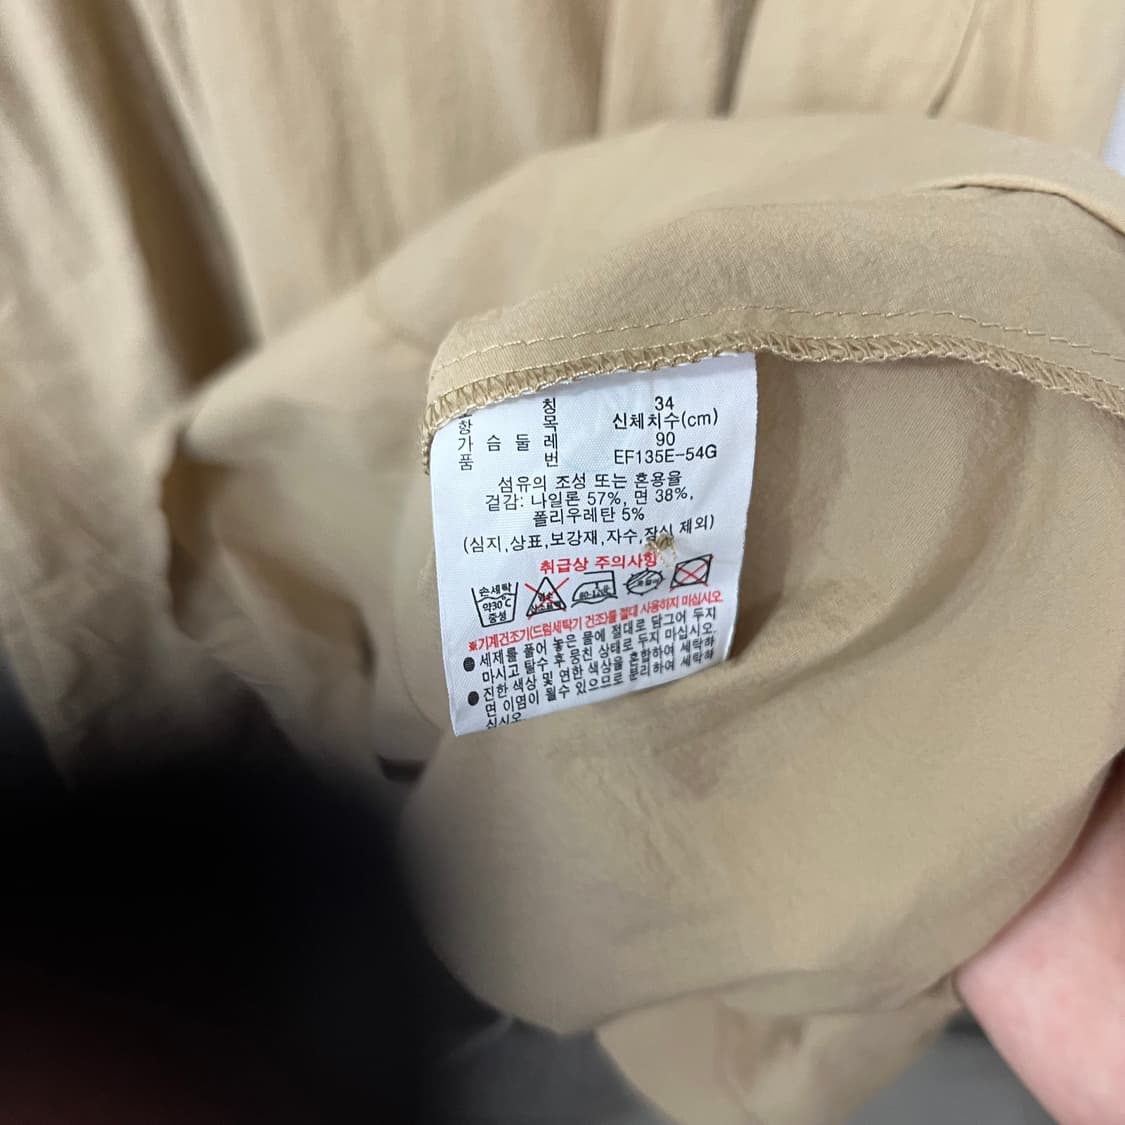 칭 34
항 목 신체치수(cm)
가 슴 둘 레 90
품 번 EF135E-54G
섬유의 조성 또는 혼용율
겉감: 나일론 57%, 면 38%,
폴리우레탄 5%
(심지,상표,보강재,자수,장식 제외)
취급상 주의사항
손세탁
약30℃
중성
※기계건조기(드럼세탁기 건조)를 절대 사용하지 마십시오
● 세제를 풀어 놓은 물에 절대로 담그어 두지
마시고 탈수 후 뭉친 상태로 두지 마십시오.
● 진한 색상 및 연한 색상을 혼합하여 세탁하
면 이염이 될수 있으므로 분리하여 세탁하
십시오.